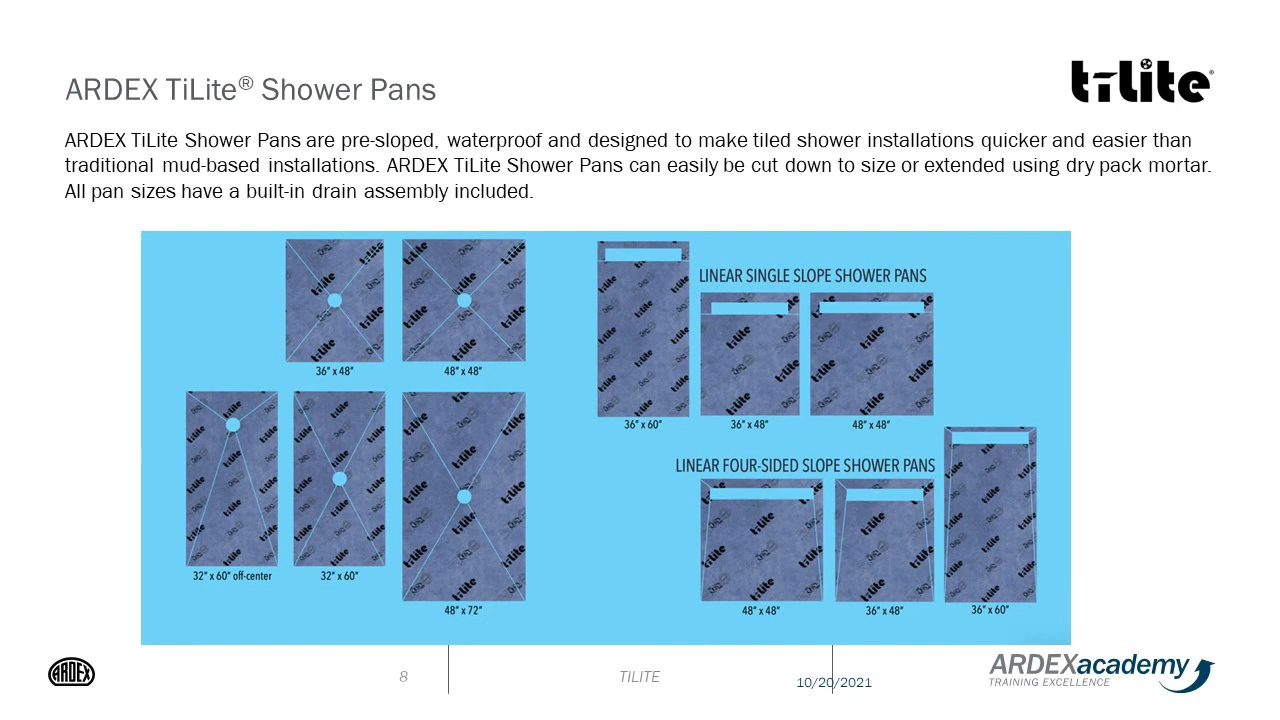 ARDEX TiLite® Shower Pans
tilite®
ARDEX TiLite Shower Pans are pre-sloped, waterproof and designed to make tiled shower installations quicker and easier than
traditional mud-based installations. ARDEX TiLite Shower Pans can easily be cut down to size or extended using dry pack mortar.
All pan sizes have a built-in drain assembly included.
36” x 48”
48” x 48”
32” x 60” off-center
32” x 60”
48” x 72”
LINEAR SINGLE SLOPE SHOWER PANS
36” x 60”
36” x 48”
48” x 48”
LINEAR FOUR-SIDED SLOPE SHOWER PANS
48” x 48”
36” x 48”
36” x 60”
ARDEX
8
TILITE
10/20/2021
ARDEXacademy
TRAINING EXCELLENCE